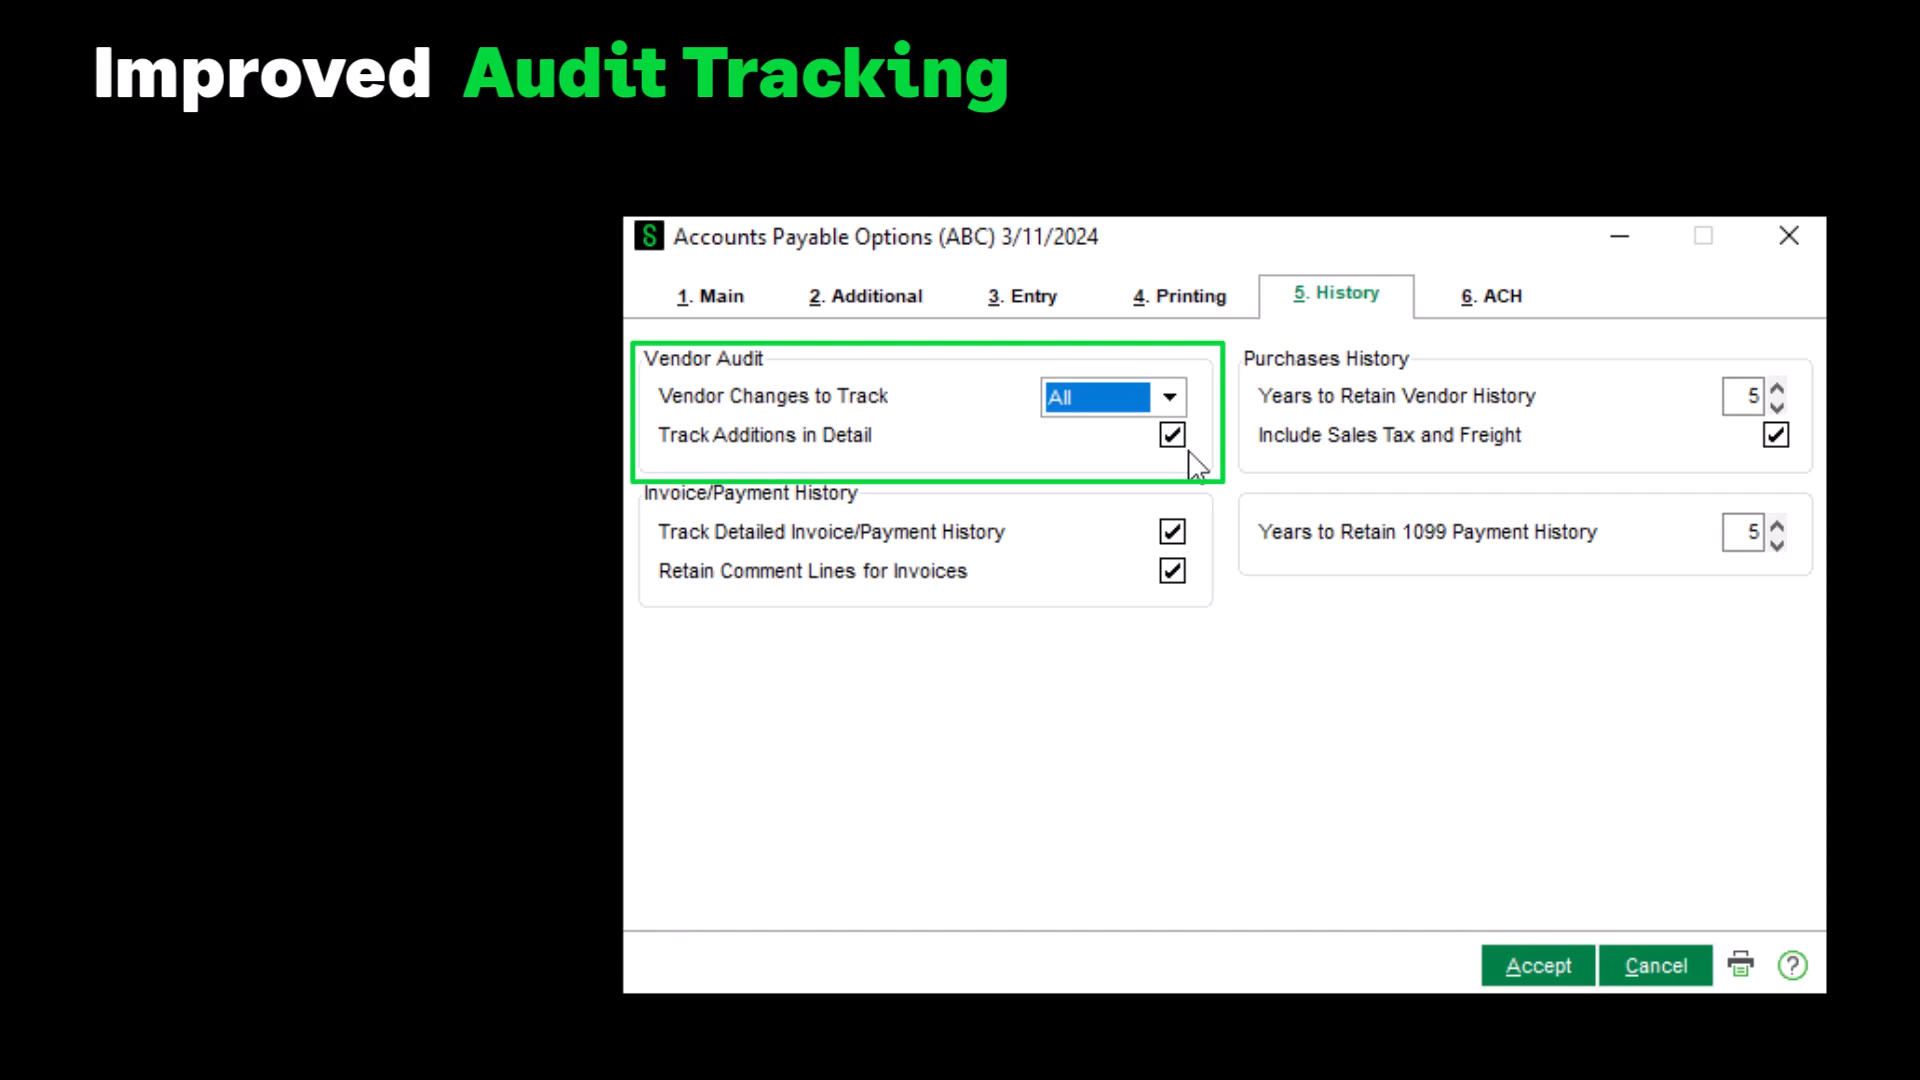 Improved Audit Tracking
Accounts Payable Options (ABC) 3/11/2024
1. Main 2. Additional 3. Entry 4. Printing 5. History 6. ACH
Vendor Audit
Vendor Changes to Track All
Track Additions in Detail
Invoice/Payment History
Track Detailed Invoice/Payment History
Retain Comment Lines for Invoices
Purchases History
Years to Retain Vendor History 5
Include Sales Tax and Freight
Years to Retain 1099 Payment History 5
Accept Cancel ?